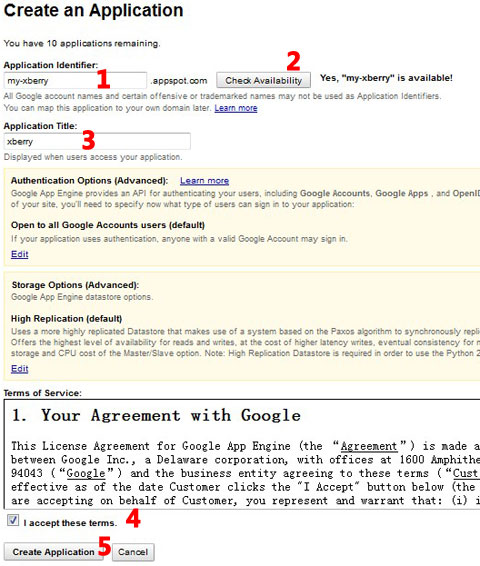 Create an Application
You have 10 applications remaining.
Application Identifier:
my-xberry 1 .appspot.com Check Availability 2 Yes, "my-xberry" is available!
All Google account names and certain offensive or trademarked names may not be used as Application Identifiers.
You can map this application to your own domain later. Learn more
Application Title:
xberry 3
Displayed when users access your application.
Authentication Options (Advanced): Learn more
Google App Engine provides an API for authenticating your users, including Google Accounts, Google Apps , and OpenID
of your site, you'll need to specify now what type of users can sign in to your application:
Open to all Google Accounts users (default)
If your application uses authentication, anyone with a valid Google Account may sign in.
Edit
Storage Options (Advanced):
Google App Engine datastore options.
High Replication (default)
Uses a more highly replicated Datastore that makes use of a system based on the Paxos algorithm to synchronously repli
Offers the highest level of availability for reads and writes, at the cost of higher latency writes, eventual consistency for m
storage and CPU cost of the Master/Slave option. Note: High Replication Datastore is required in order to use the Python 2
Edit
Terms of Service:
1. Your Agreement with Google
This License Agreement for Google App Engine (the “Agreement”) is made a
between Google Inc., a Delaware corporation, with offices at 1600 Amphithe
94043 (“Google”) and the business entity agreeing to these terms (“Cust
effective as of the date Customer clicks the "I Accept" button below (the
are accepting on behalf of Customer, you represent and warrant that: (i) i
I accept these terms. 4
Create Application 5 Cancel